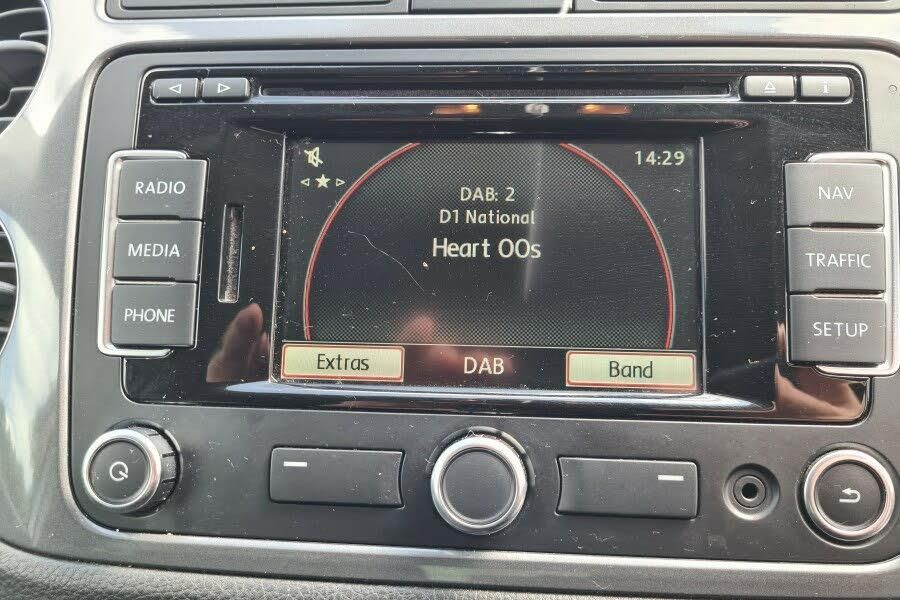 14:29
DAB: 2
D1 National
Heart 00s
Extras
DAB
Band
RADIO
MEDIA
PHONE
NAV
TRAFFIC
SETUP
i